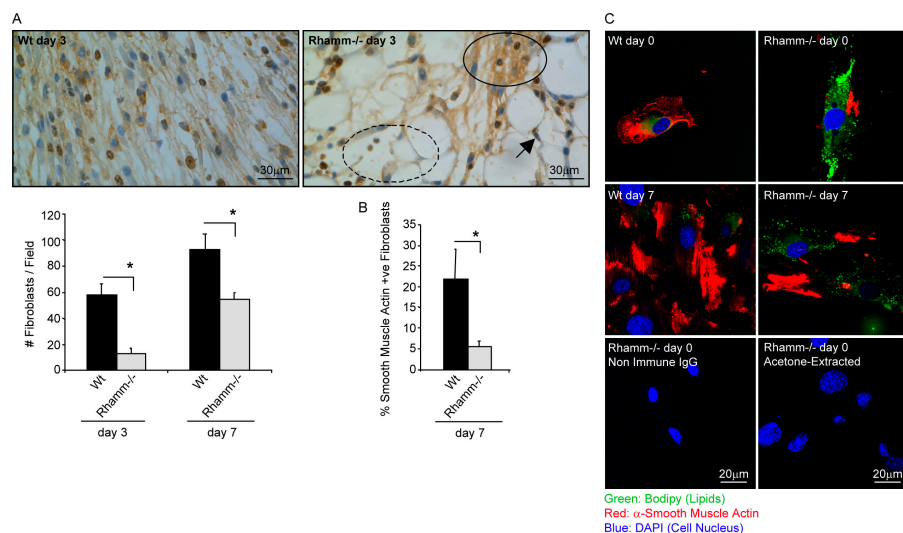 A
Wt day 3
30μm
Rhamm-/- day 3
30μm
# Fibroblasts / Field
120
100
80
60
40
20
0
*
*
Wt
Rhamm-/-
Wt
Rhamm-/-
day 3
day 7
B
% Smooth Muscle Actin +ve Fibroblasts
35
30
25
20
15
10
5
0
*
Wt
Rhamm-/-
day 7
C
Wt day 0
Rhamm-/- day 0
Wt day 7
Rhamm-/- day 7
Rhamm-/- day 0
Non Immune IgG
20μm
Rhamm-/- day 0
Acetone-Extracted
20μm
Green: Bodipy (Lipids)
Red: α-Smooth Muscle Actin
Blue: DAPI (Cell Nucleus)